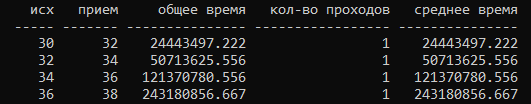 исх прием общее время кол-во проходов среднее время
----- ------ -------------- --------------- --------------
30 32 24443497.222 1 24443497.222
32 34 50713625.556 1 50713625.556
34 36 121370780.556 1 121370780.556
36 38 243180856.667 1 243180856.667